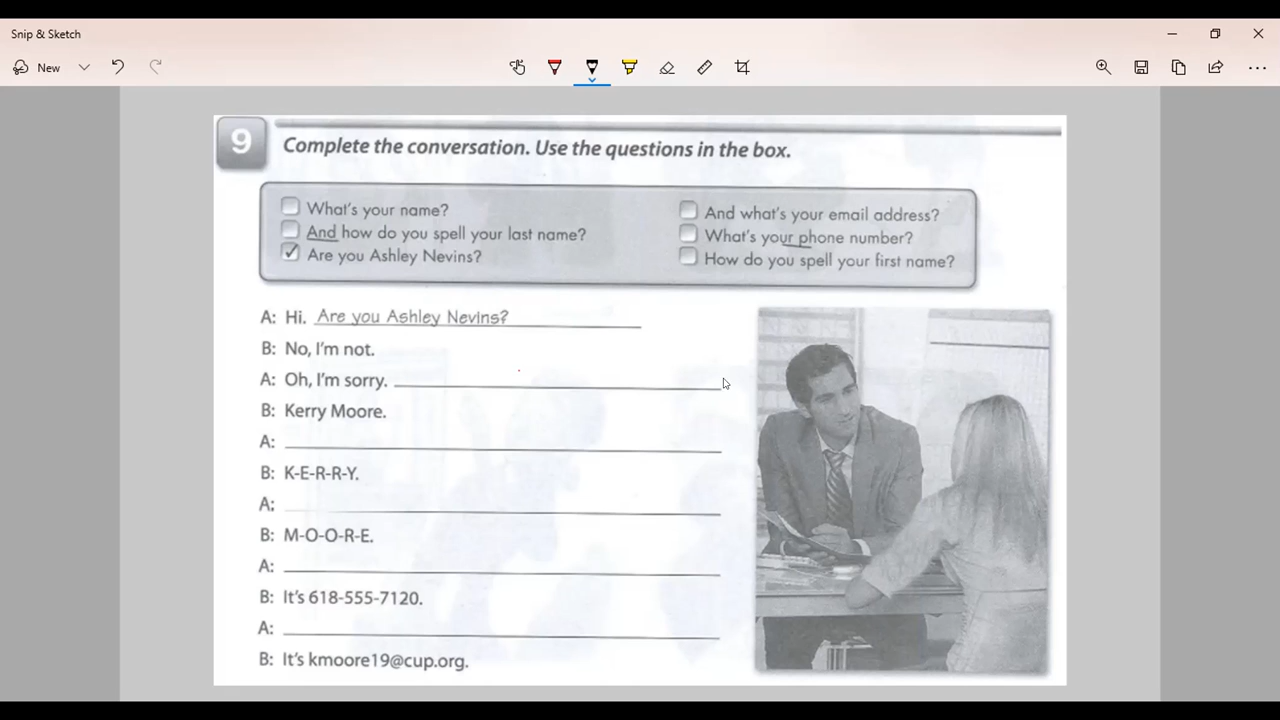 Snip & Sketch
New
9
Complete the conversation. Use the questions in the box.
What's your name?
And how do you spell your last name?
Are you Ashley Nevins?
And what's your email address?
What's your phone number?
How do you spell your first name?
A: Hi. Are you Ashley Nevins?
B: No, I'm not.
A: Oh, I'm sorry.
B: Kerry Moore.
A:
B: K-E-R-R-Y.
A:
B: M-O-O-R-E.
A:
B: It's 618-555-7120.
A:
B: It's kmoore19@cup.org.